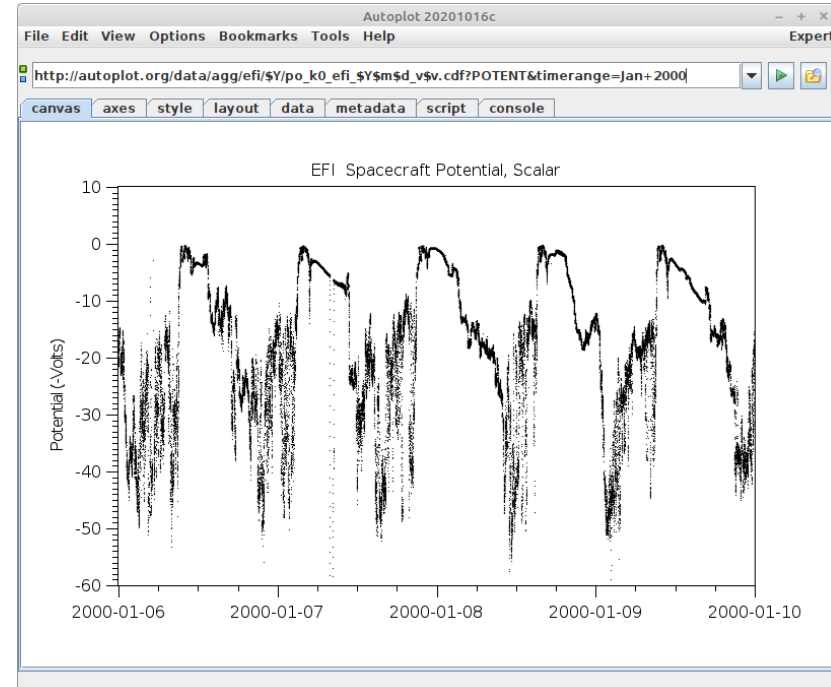 Autoplot 20201016c
File Edit View Options Bookmarks Tools Help Expert
http://autoplot.org/data/agg/efi/$Y/po_k0_efi_$Y$m$d_v$v.cdf?POTENT&timerange=Jan+2000
canvas axes style layout data metadata script console
EFI Spacecraft Potential, Scalar
10
0
-10
-20
-30
-40
-50
-60
Potential (-Volts)
2000-01-06 2000-01-07 2000-01-08 2000-01-09 2000-01-10